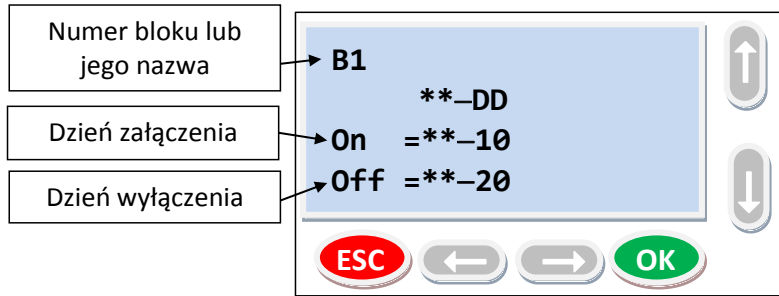 Numer bloku lub
jego nazwa
B1
**–DD
Dzień załączenia
On =**–10
Dzień wyłączenia
Off =**–20
ESC
OK